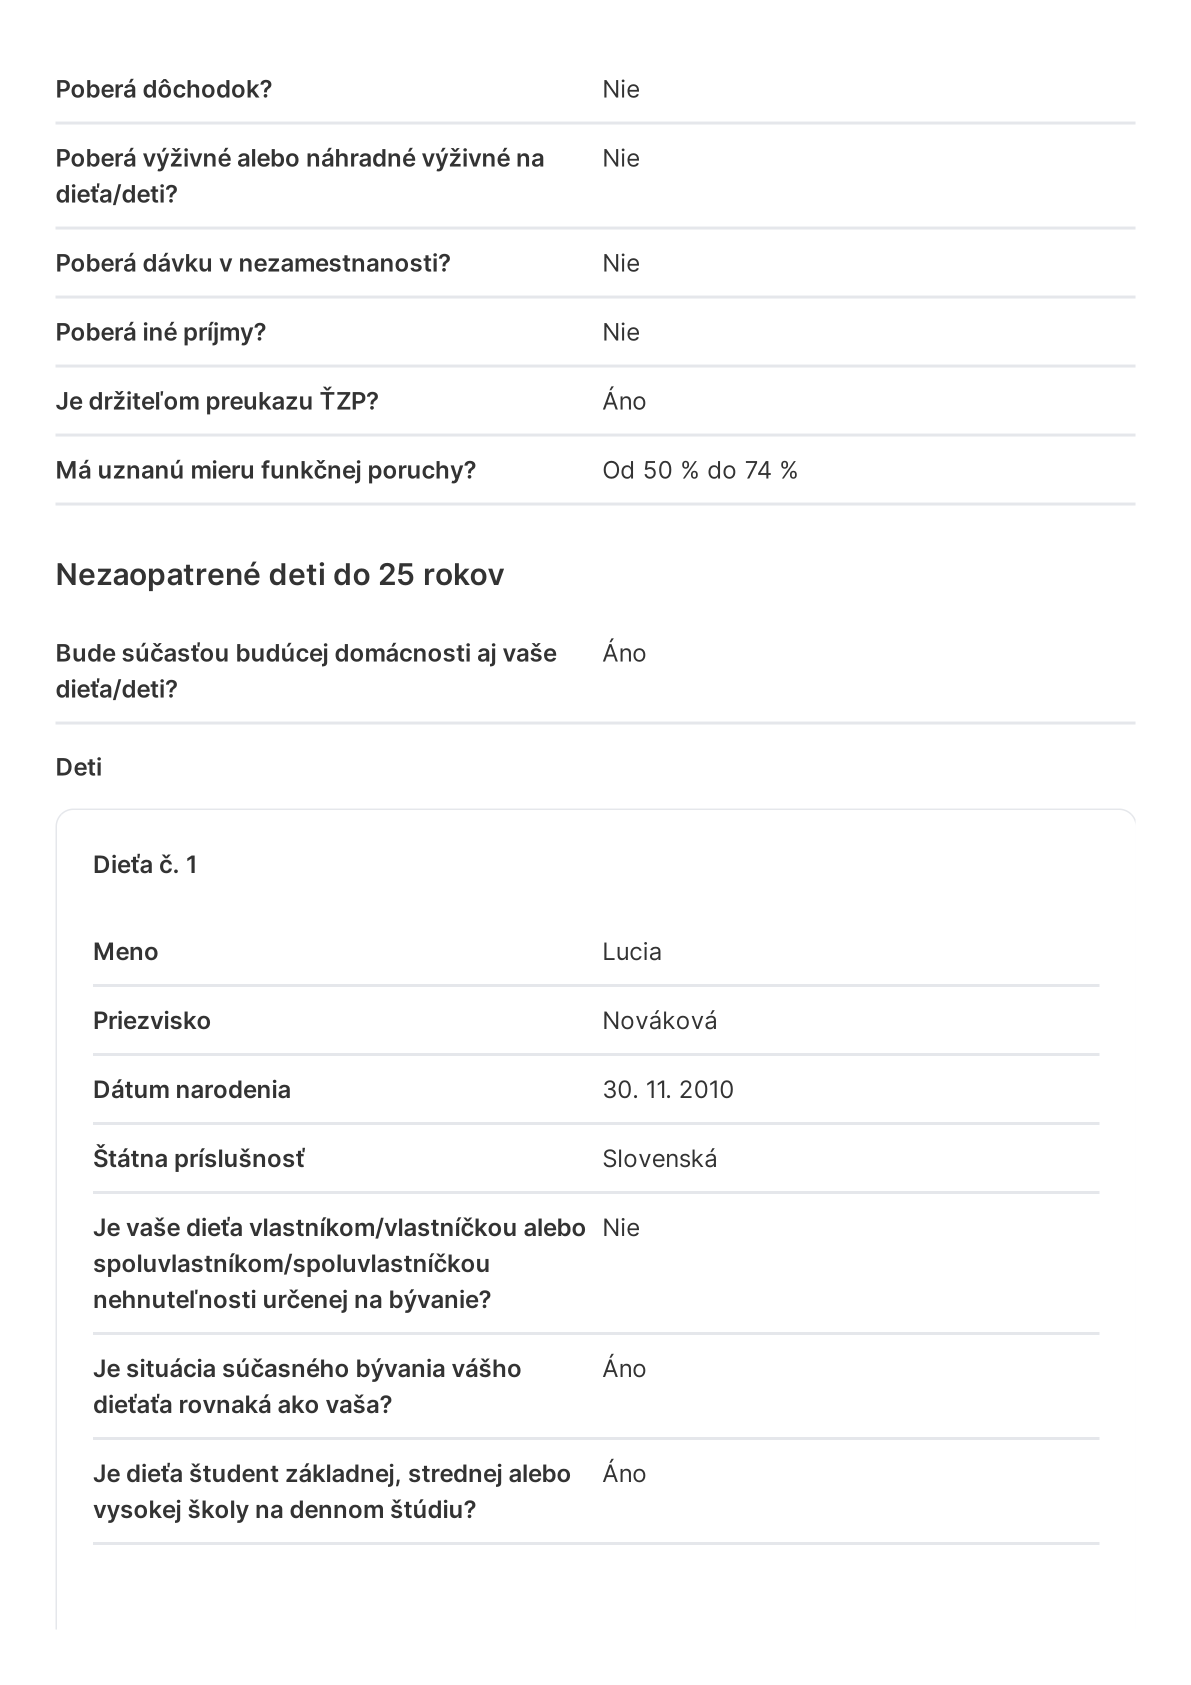 Poberá dôchodok? Nie
Poberá výživné alebo náhradné výživné na Nie
dieťa/deti?
Poberá dávku v nezamestnanosti? Nie
Poberá iné príjmy? Nie
Je držiteľom preukazu ŤZP? Áno
Má uznanú mieru funkčnej poruchy? Od 50 % do 74 %
Nezaopatrené deti do 25 rokov
Bude súčasťou budúcej domácnosti aj vaše Áno
dieťa/deti?
Deti
Dieťa č. 1
Meno Lucia
Priezvisko Nováková
Dátum narodenia 30. 11. 2010
Štátna príslušnosť Slovenská
Je vaše dieťa vlastníkom/vlastníčkou alebo Nie
spoluvlastníkom/spoluvlastníčkou
nehnuteľnosti určenej na bývanie?
Je situácia súčasného bývania vášho Áno
dieťaťa rovnaká ako vaša?
Je dieťa študent základnej, strednej alebo Áno
vysokej školy na dennom štúdiu?